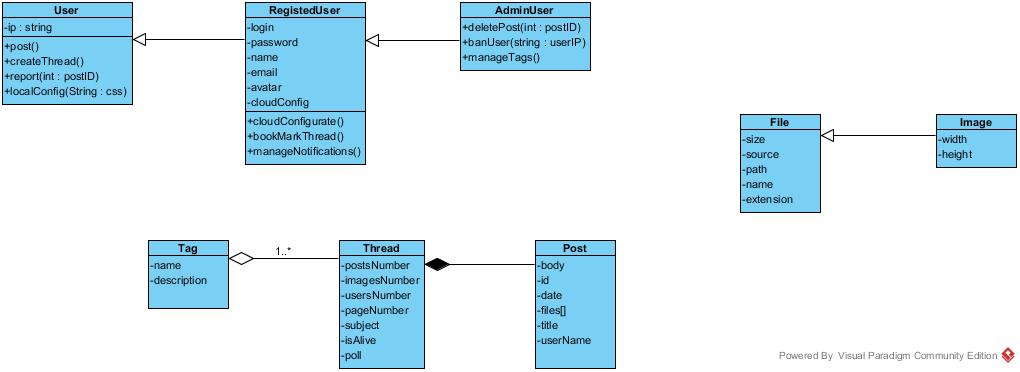 User
-ip : string
+post()
+createThread()
+report(int : postID)
+localConfig(String : css)
RegistedUser
-login
-password
-name
-email
-avatar
-cloudConfig
+cloudConfigurate()
+bookMarkThread()
+manageNotifications()
AdminUser
+deletePost(int : postID)
+banUser(string : userIP)
+manageTags()
File
-size
-source
-path
-name
-extension
Image
-width
-height
Tag
-name
-description
1..*
Thread
-postsNumber
-imagesNumber
-usersNumber
-pageNumber
-subject
-isAlive
-poll
Post
-body
-id
-date
-files[]
-title
-userName
Powered By Visual Paradigm Community Edition